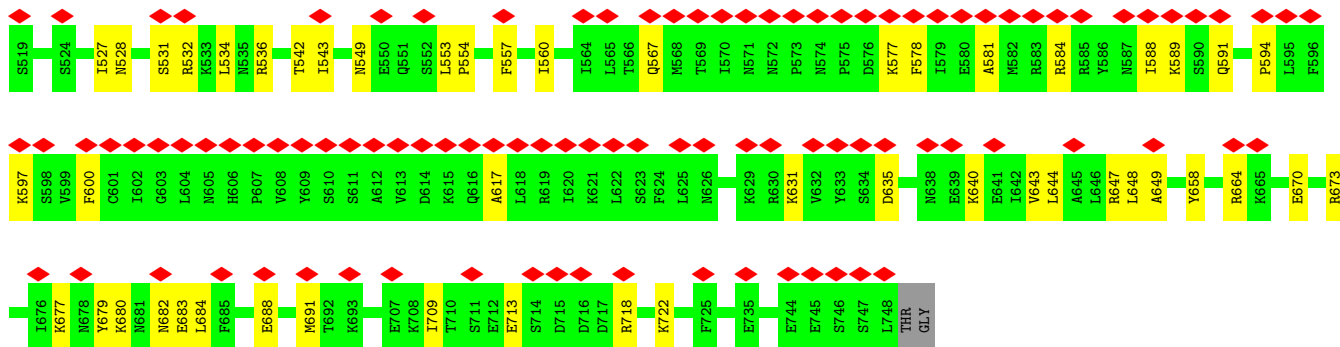 S519 S524 I527 N528 S531 R532 K533 L534 N535 R536 T542 I543 N549 E550 Q551 S552 L553 P554 F557 I560 I564 L565 T566 Q567 M568 T569 I570 N571 N572 P573 N574 P575 D576 K577 F578 I579 E580 A581 M582 R583 R584 R585 Y586 N587 I588 K589 S590 Q591 P594 L595 F596
K597 S598 V599 F600 C601 I602 G603 L604 N605 H606 P607 V608 Y609 S610 S611 A612 V613 D614 K615 Q616 A617 L618 R619 I620 K621 L622 S623 F624 L625 N626 K629 R630 K631 V632 Y633 S634 D635 N638 E639 K640 E641 I642 V643 L644 A645 L646 R647 L648 A649 Y658 R664 K665 E670 R673
I676 K677 N678 Y679 K680 N681 N682 E683 L684 F685 E688 M691 T692 K693 E707 K708 I709 T710 S711 E712 E713 S714 D715 D716 D717 R718 K722 F725 E735 E744 E745 S746 S747 L748 THR GLY